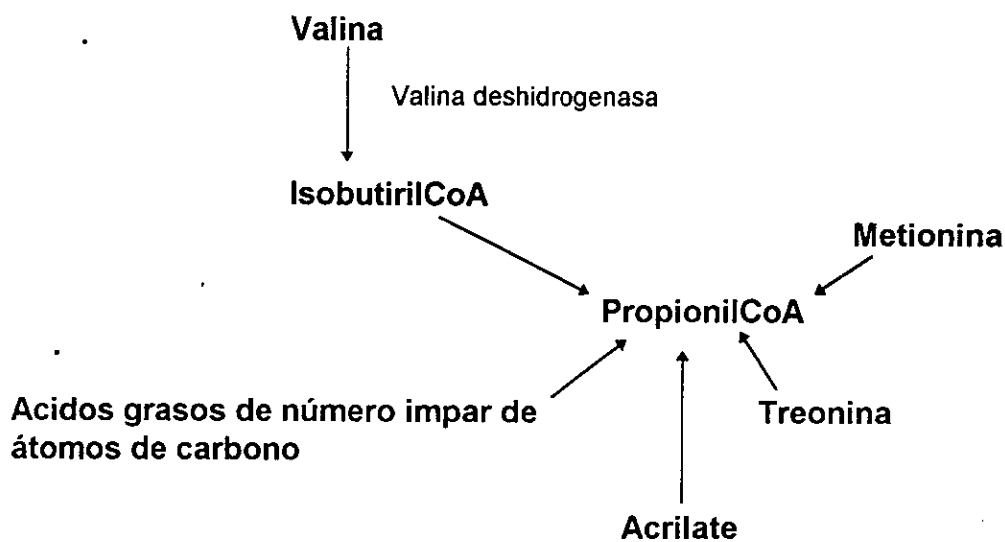 Valina
Valina deshidrogenasa
IsobutirilCoA
Metionina
PropionilCoA
Acidos grasos de número impar de
átomos de carbono
Treonina
Acrilate